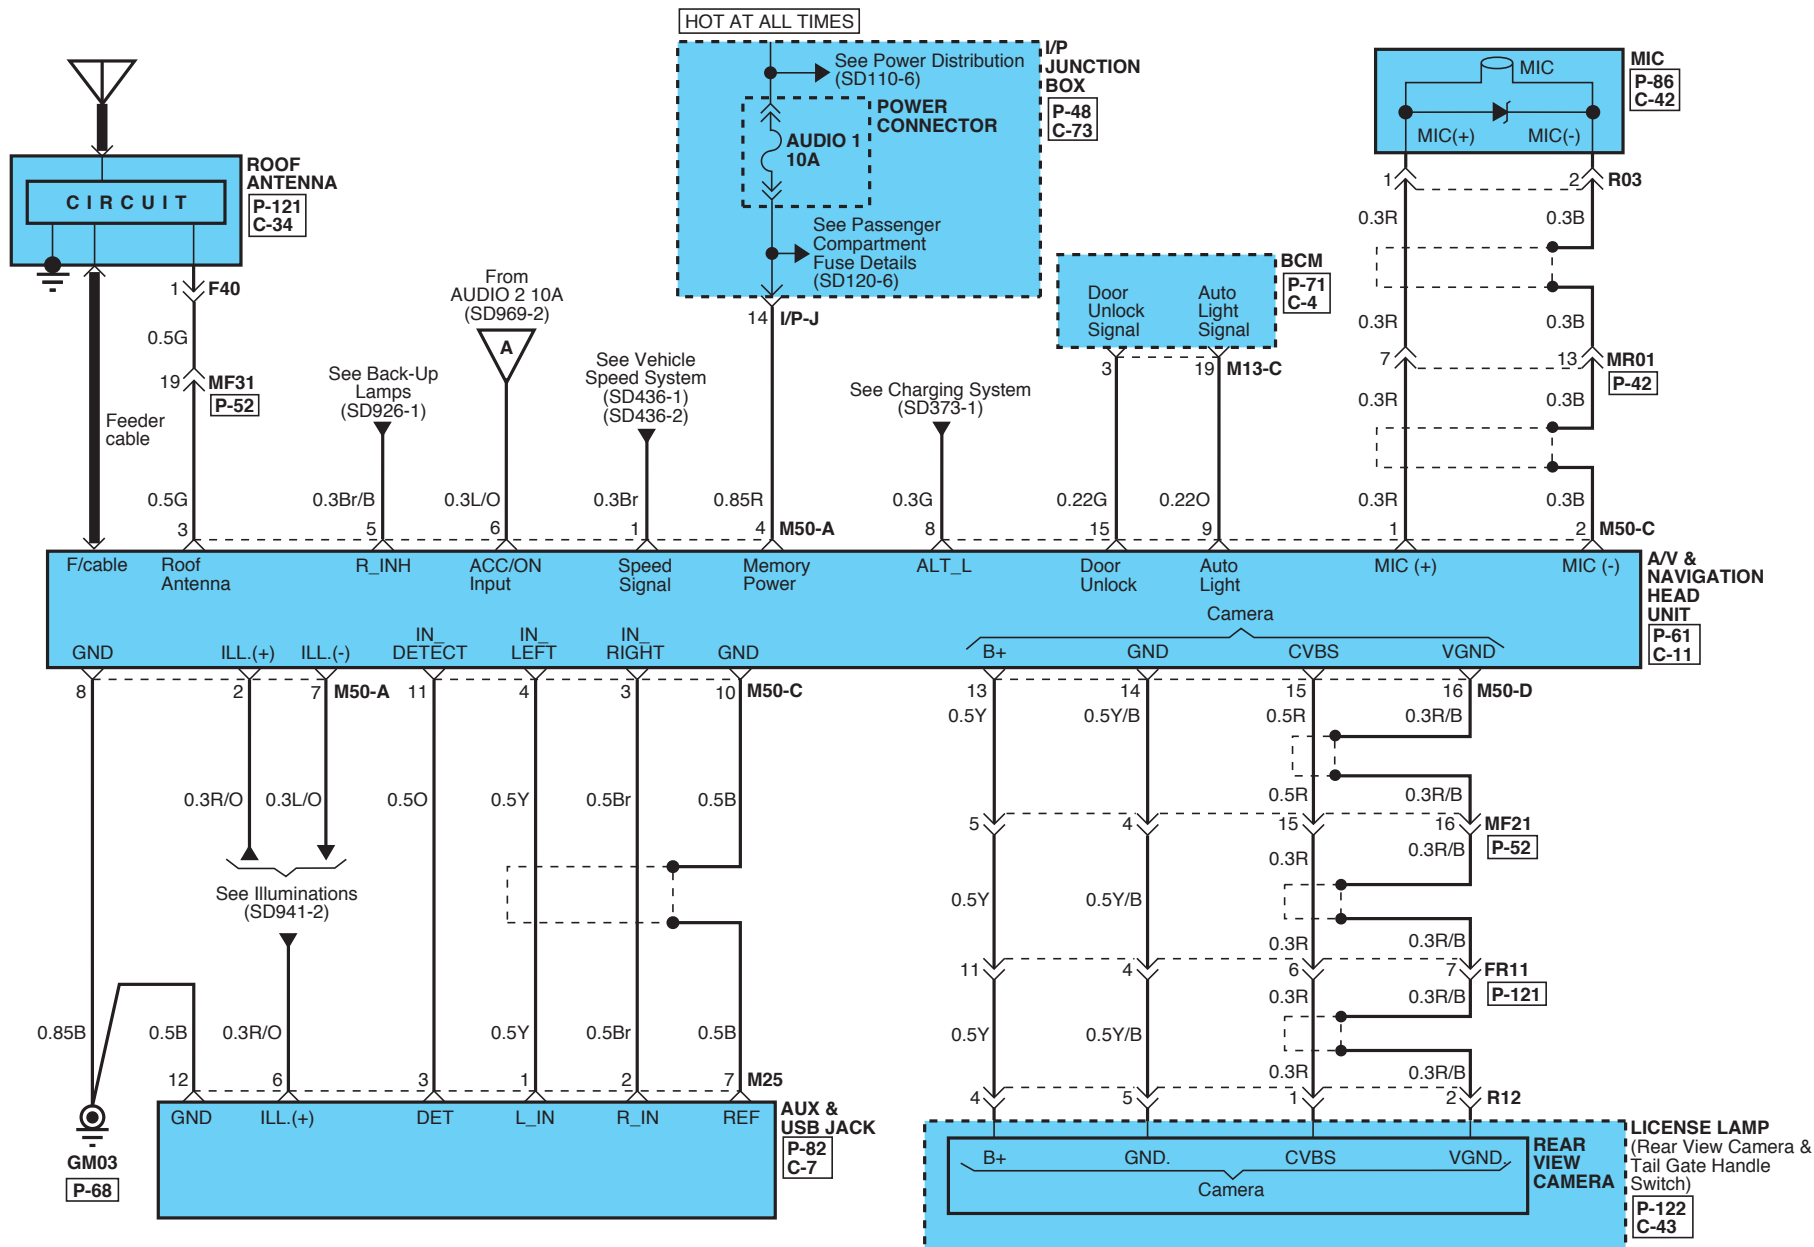 HOT AT ALL TIMES
See Power Distribution
(SD110-6)
I/P
JUNCTION
BOX
P-48
C-73
POWER
CONNECTOR
AUDIO 1
10A
See Passenger
Compartment
Fuse Details
(SD120-6)
14 I/P-J
MIC
MIC
P-86
C-42
MIC(+) MIC(-)
1 2 R03
0.3R 0.3B
0.3R 0.3B
7 13 MR01
P-42
0.3R 0.3B
0.3R 0.3B
ROOF
ANTENNA
P-121
C-34
CIRCUIT
1 F40
0.5G
19 MF31
P-52
Feeder
cable
0.5G
From
AUDIO 2 10A
(SD969-2)
A
See Back-Up
Lamps
(SD926-1)
See Vehicle
Speed System
(SD436-1)
(SD436-2)
See Charging System
(SD373-1)
BCM
P-71
C-4
Door
Unlock
Signal
Auto
Light
Signal
3 19 M13-C
0.3Br/B 0.3L/O 0.3Br 0.85R 0.3G 0.22G 0.22O
3 5 6 1 4 M50-A 8 15 9 1 2 M50-C
F/cable
Roof
Antenna
R_INH
ACC/ON
Input
Speed
Signal
Memory
Power
ALT_L
Door
Unlock
Auto
Light
MIC (+)
MIC (-)
A/V &
NAVIGATION
HEAD
UNIT
P-61
C-11
Camera
GND ILL.(+) ILL.(-)
IN_
DETECT
IN_
LEFT
IN_
RIGHT
GND
B+ GND CVBS VGND
8 2 7 M50-A 11 4 3 10 M50-C 13 14 15 16 M50-D
0.5Y 0.5Y/B 0.5R 0.3R/B
0.3R/O 0.3L/O 0.5O 0.5Y 0.5Br 0.5B
0.5R 0.3R/B
5 4 15 16 MF21
P-52
0.3R 0.3R/B
See Illuminations
(SD941-2)
0.5Y 0.5Y/B
0.3R 0.3R/B
11 4 6 7 FR11
P-121
0.3R 0.3R/B
0.85B 0.5B 0.3R/O 0.5Y 0.5Br 0.5B
0.5Y 0.5Y/B
0.3R 0.3R/B
12 6 3 1 2 7 M25
4 5 1 2 R12
GND ILL.(+) DET L_IN R_IN REF
AUX &
USB JACK
P-82
C-7
GM03
P-68
LICENSE LAMP
(Rear View Camera &
Tail Gate Handle
Switch)
P-122
C-43
B+ GND. CVBS VGND.
Camera
REAR
VIEW
CAMERA